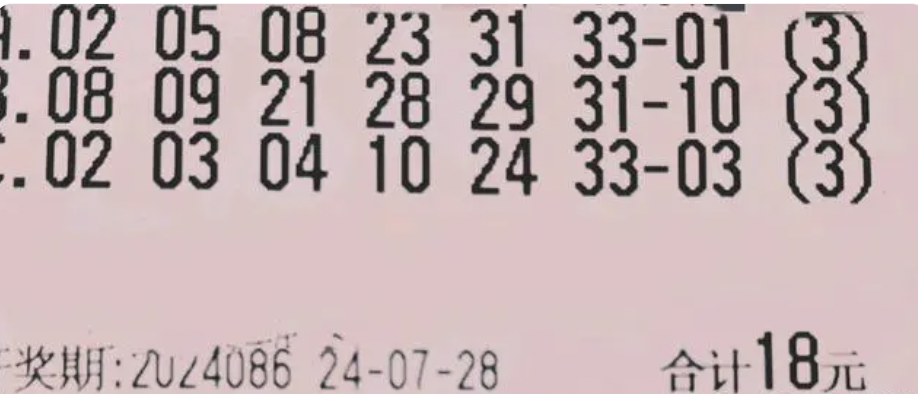 A.02 05 08 23 31 33-01 (3)
B.08 09 21 28 29 31-10 (3)
C.02 03 04 10 24 33-03 (3)
开奖期:2024086 24-07-28 合计18元